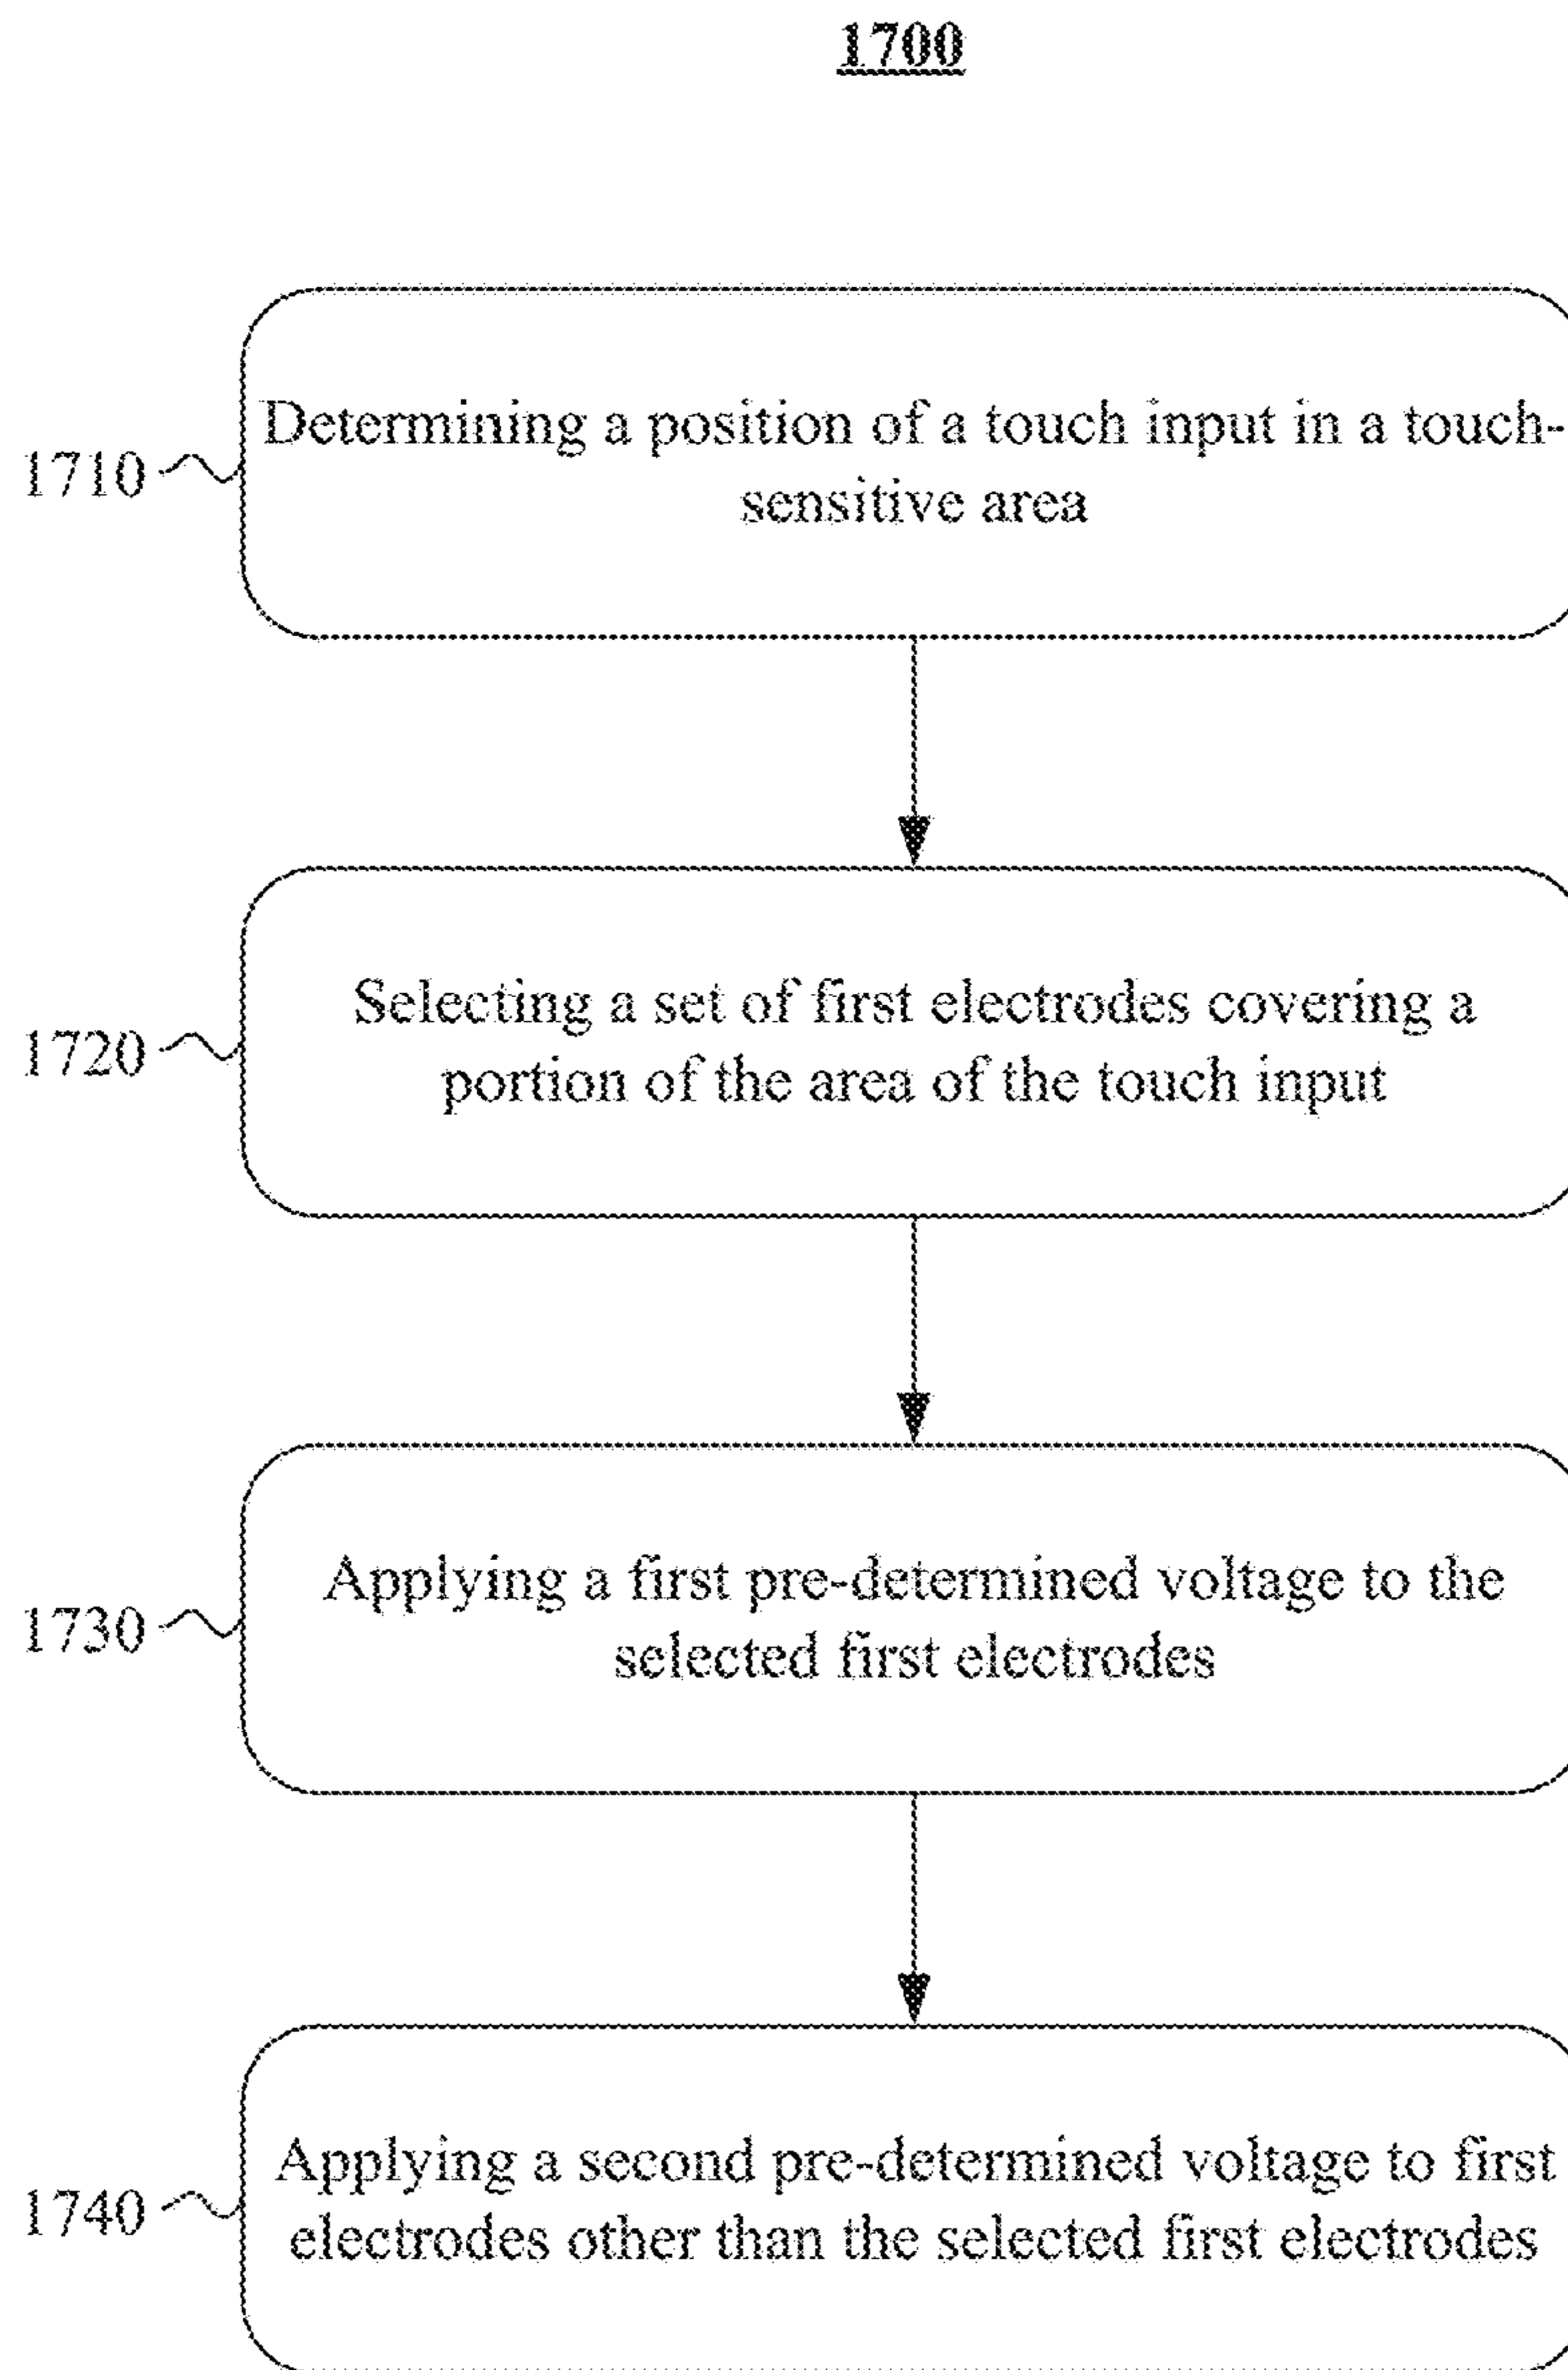 1700
1710
Determining a position of a touch input in a touch-
sensitive area
1720
Selecting a set of first electrodes covering a
portion of the area of the touch input
1730
Applying a first pre-determined voltage to the
selected first electrodes
1740
Applying a second pre-determined voltage to first
electrodes other than the selected first electrodes